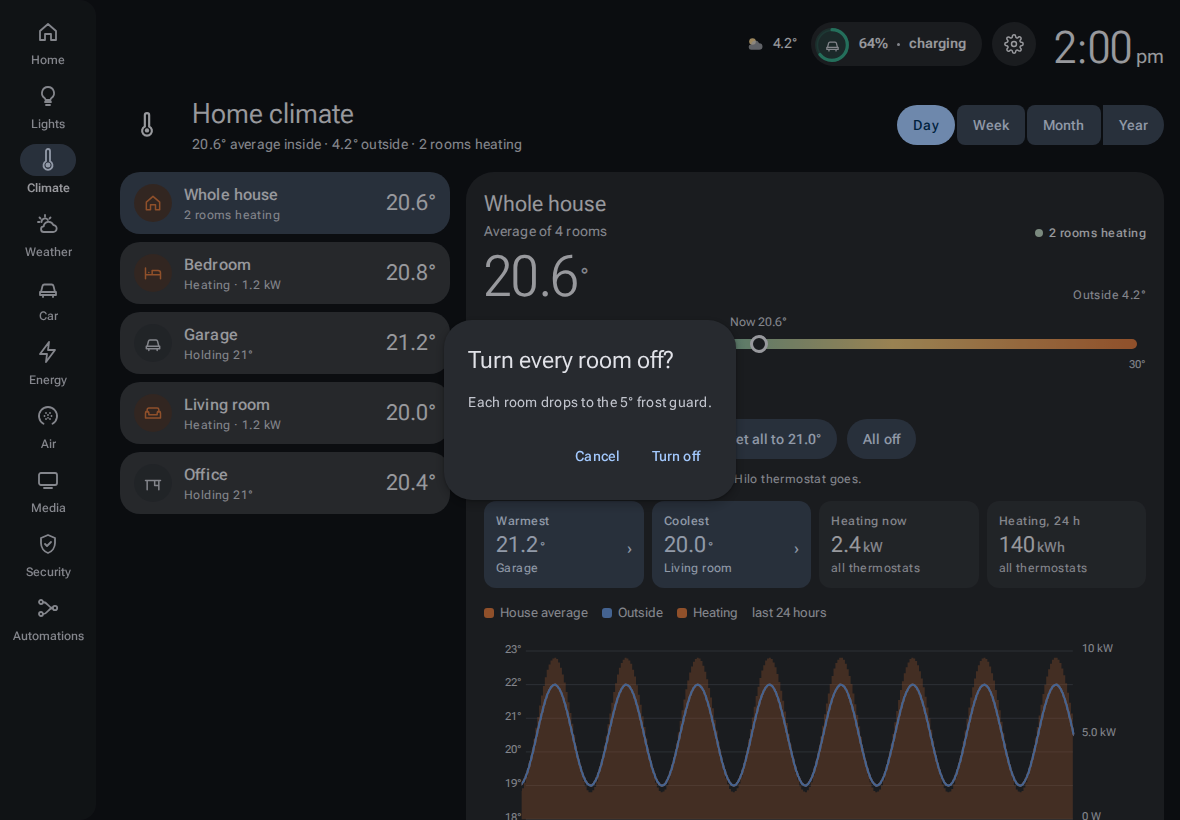 Home
Lights
Climate
Weather
Car
Energy
Air
Media
Security
Automations
4.2°
64% · charging
2:00 pm
Home climate
20.6° average inside · 4.2° outside · 2 rooms heating
Day
Week
Month
Year
Whole house
2 rooms heating
20.6°
Bedroom
Heating · 1.2 kW
20.8°
Garage
Holding 21°
21.2°
Living room
Heating · 1.2 kW
20.0°
Office
Holding 21°
20.4°
Whole house
Average of 4 rooms
20.6°
2 rooms heating
Outside 4.2°
Now 20.6°
30°
Turn every room off?
Each room drops to the 5° frost guard.
Cancel
Turn off
et all to 21.0°
All off
Hilo thermostat goes.
Warmest
21.2°
Garage
›
Coolest
20.0°
Living room
›
Heating now
2.4 kW
all thermostats
Heating, 24 h
140 kWh
all thermostats
House average
Outside
Heating
last 24 hours
23°
22°
21°
20°
19°
18°
10 kW
5.0 kW
0 W